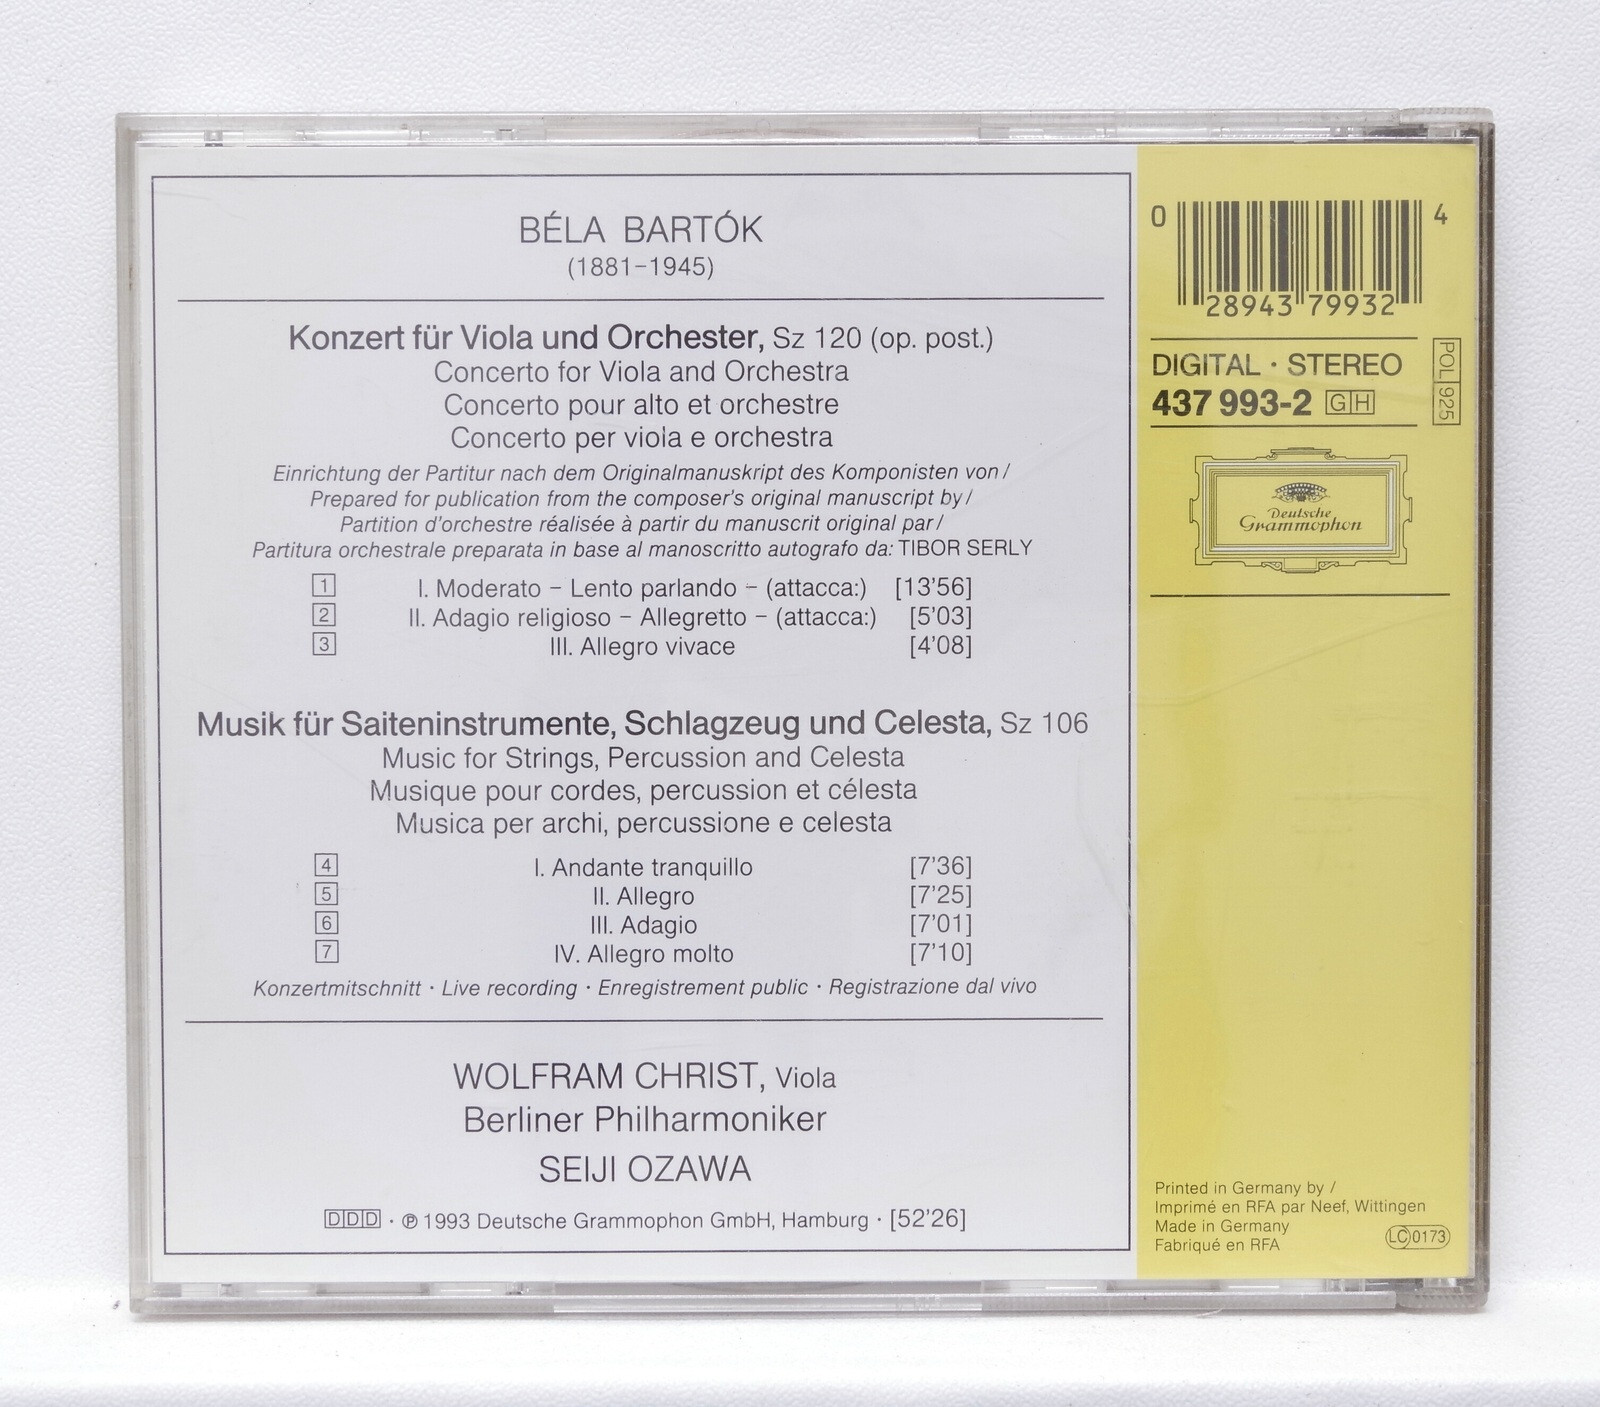 BÉLA BARTÓK
(1881–1945)
Konzert für Viola und Orchester, Sz 120 (op. post.)
Concerto for Viola and Orchestra
Concerto pour alto et orchestre
Concerto per viola e orchestra
Einrichtung der Partitur nach dem Originalmanuskript des Komponisten von /
Prepared for publication from the composer's original manuscript by /
Partition d'orchestre réalisée à partir du manuscrit original par /
Partitura orchestrale preparata in base al manoscritto autografo da: TIBOR SERLY
1 I. Moderato – Lento parlando – (attacca:) [13'56]
2 II. Adagio religioso – Allegretto – (attacca:) [5'03]
3 III. Allegro vivace [4'08]
Musik für Saiteninstrumente, Schlagzeug und Celesta, Sz 106
Music for Strings, Percussion and Celesta
Musique pour cordes, percussion et célesta
Musica per archi, percussione e celesta
4 I. Andante tranquillo [7'36]
5 II. Allegro [7'25]
6 III. Adagio [7'01]
7 IV. Allegro molto [7'10]
Konzertmitschnitt · Live recording · Enregistrement public · Registrazione dal vivo
WOLFRAM CHRIST, Viola
Berliner Philharmoniker
SEIJI OZAWA
DDD · ℗ 1993 Deutsche Grammophon GmbH, Hamburg · [52'26]
0 28943 79932 4
DIGITAL · STEREO
437 993-2 GH
POL 925
Deutsche
Grammophon
Printed in Germany by /
Imprimé en RFA par Neef, Wittingen
Made in Germany
Fabriqué en RFA
LC 0173